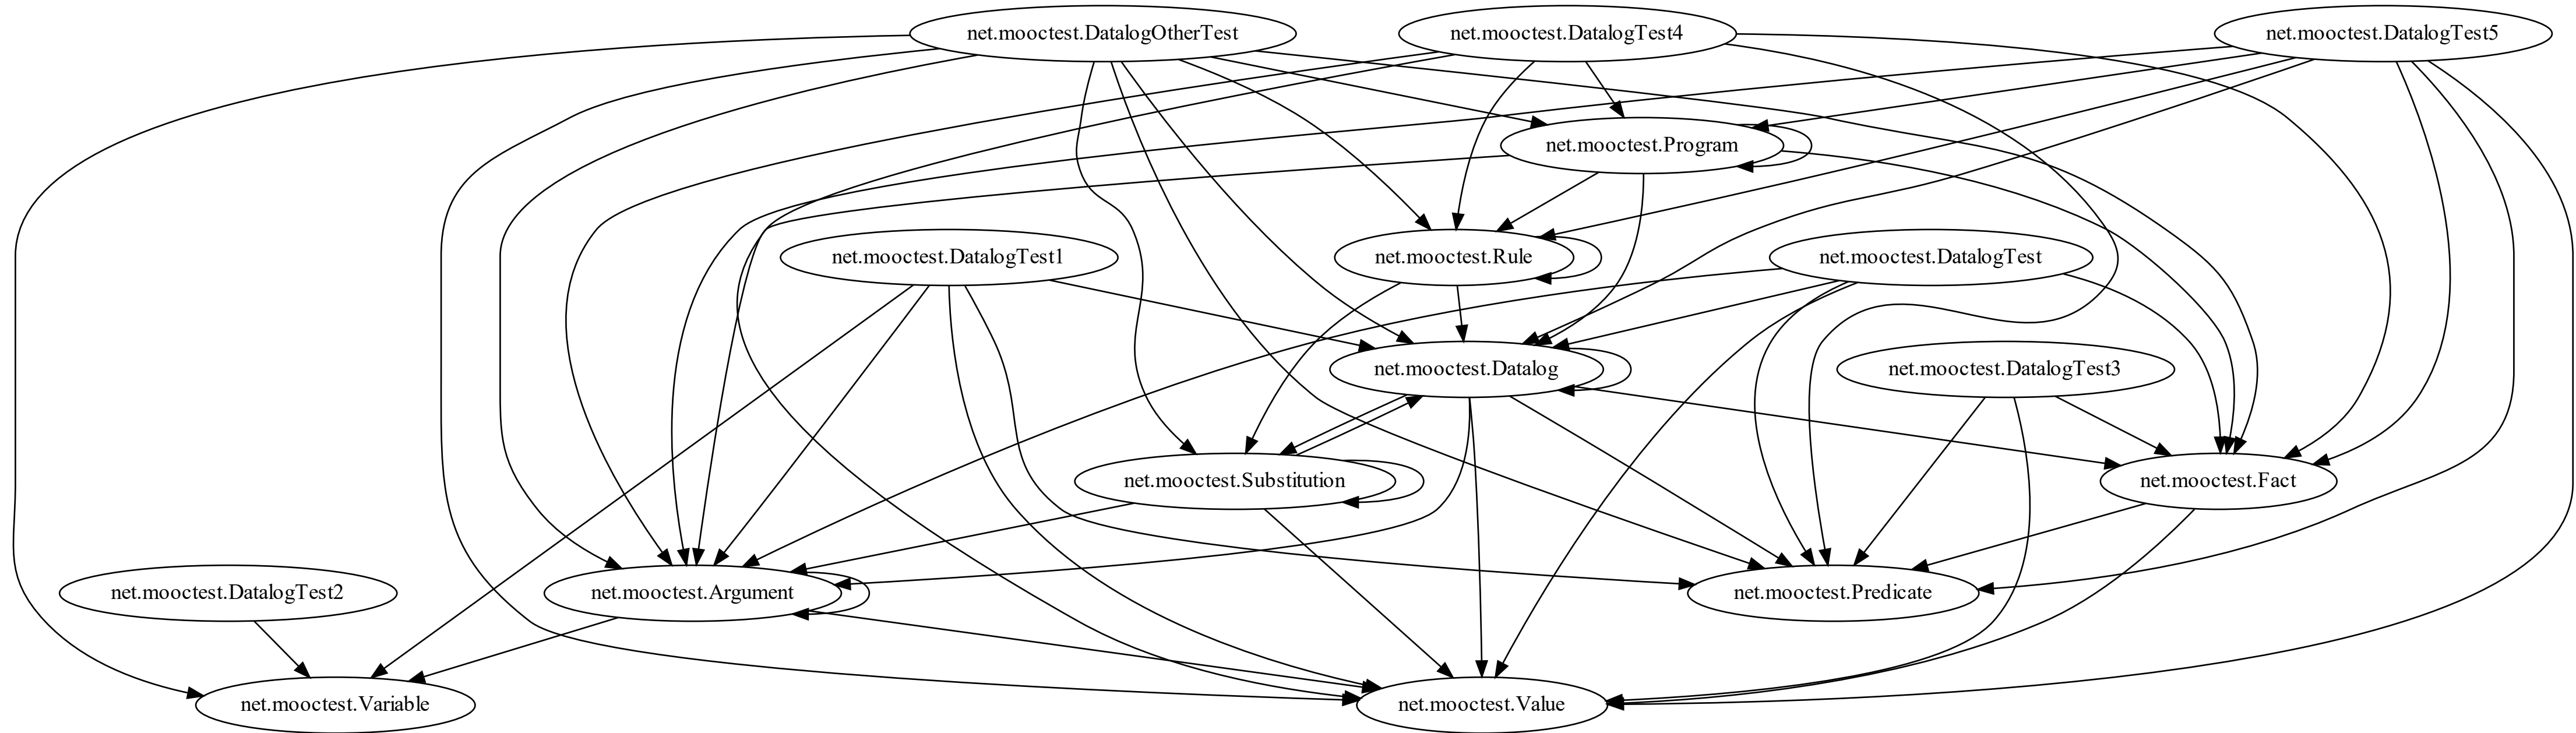 net.mooctest.DatalogOtherTest
net.mooctest.DatalogTest4
net.mooctest.DatalogTest5
net.mooctest.Program
net.mooctest.DatalogTest1
net.mooctest.Rule
net.mooctest.DatalogTest
net.mooctest.Datalog
net.mooctest.DatalogTest3
net.mooctest.Substitution
net.mooctest.Fact
net.mooctest.DatalogTest2
net.mooctest.Argument
net.mooctest.Predicate
net.mooctest.Variable
net.mooctest.Value